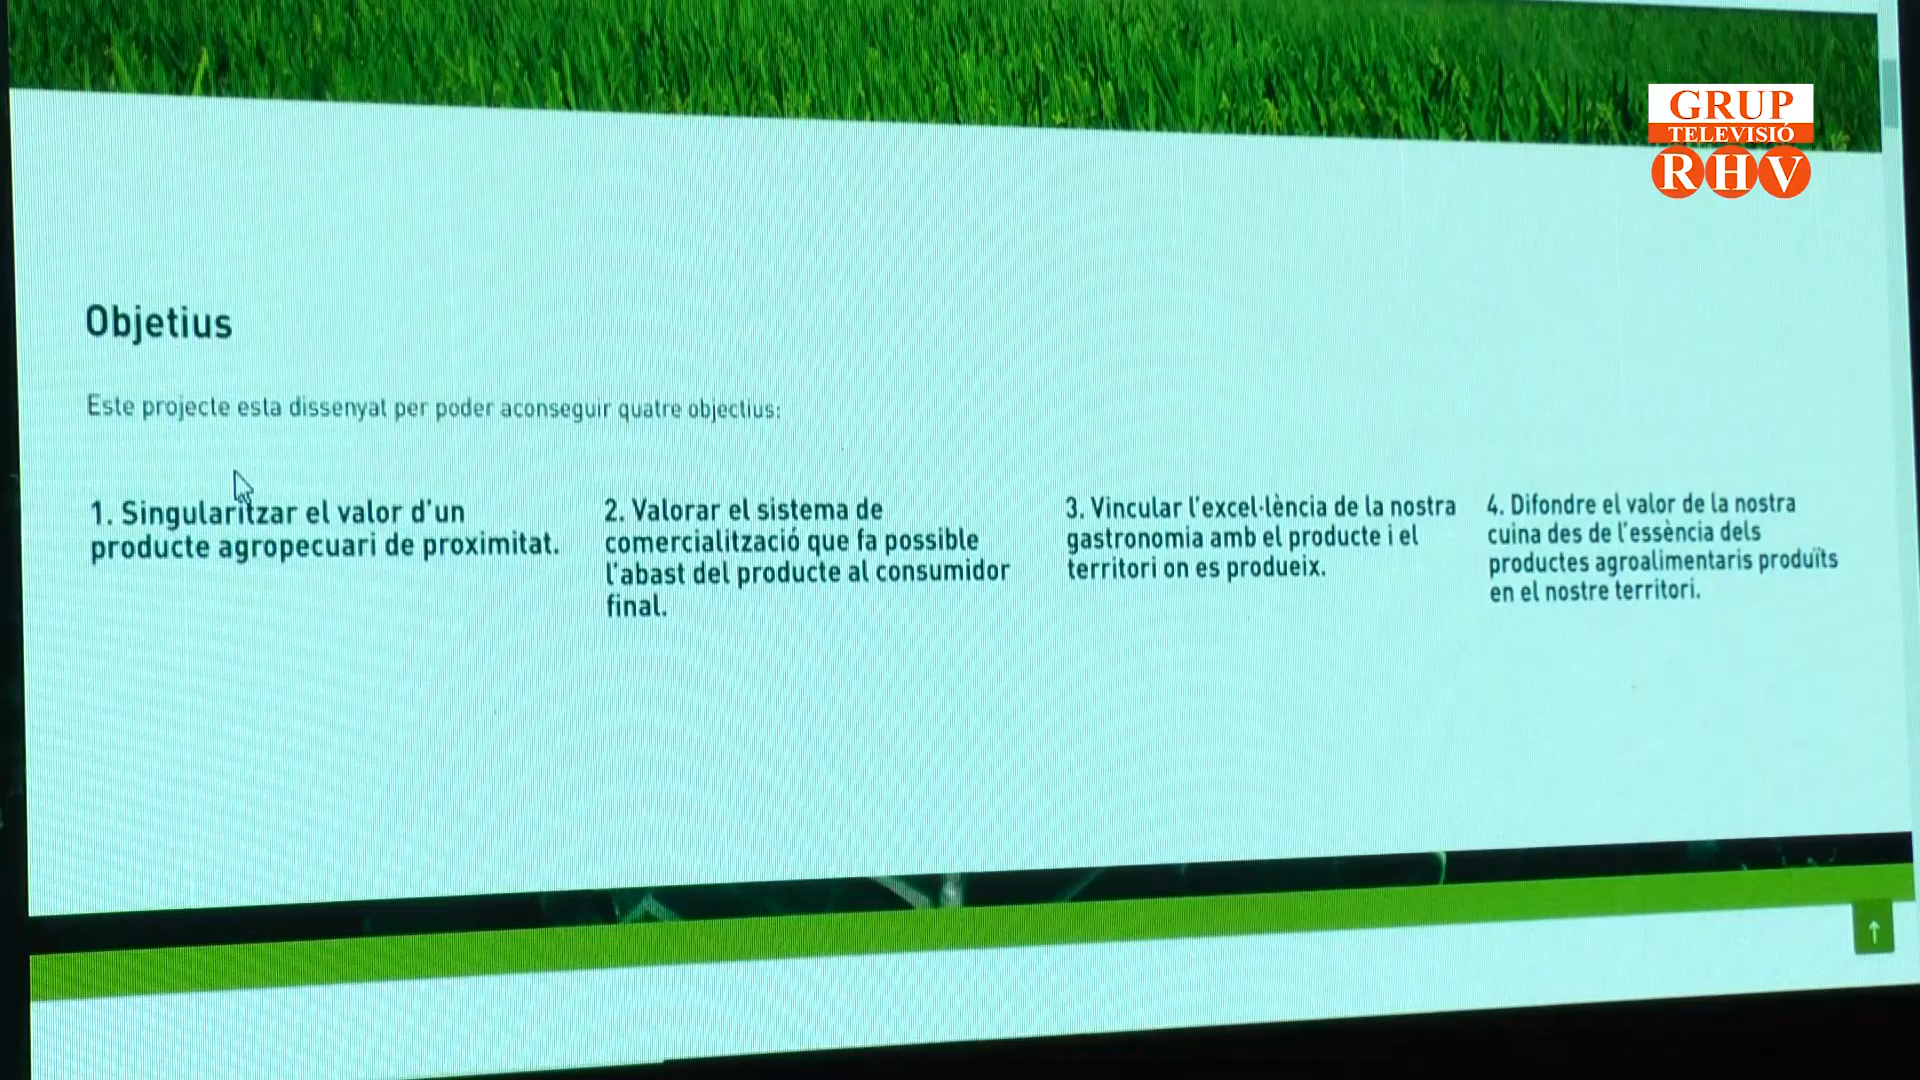 GRUP
TELEVISIÓ
RHV
Objetius
Este projecte esta dissenyat per poder aconseguir quatre objectius:
1. Singularitzar el valor d'un
producte agropecuari de proximitat.
2. Valorar el sistema de
comercialització que fa possible
l'abast del producte al consumidor
final.
3. Vincular l'excel·lència de la nostra
gastronomia amb el producte i el
territori on es produeix.
4. Difondre el valor de la nostra
cuina des de l'essència dels
productes agroalimentaris produïts
en el nostre territori.